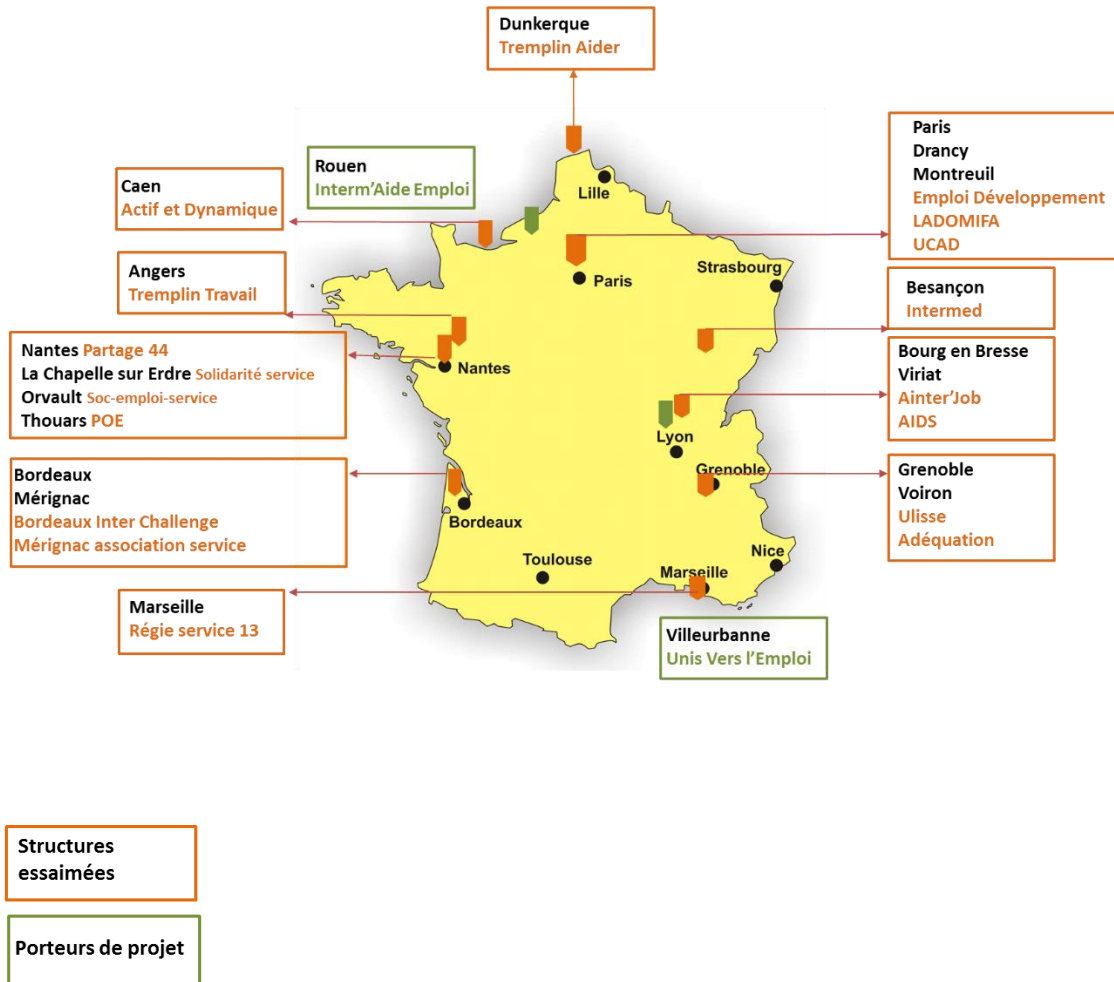 Dunkerque
Tremplin Aider
Paris
Drancy
Montreuil
Emploi Développement
LADOMIFA
UCAD
Rouen
Interm’Aide Emploi
Caen
Actif et Dynamique
Lille
Paris
Strasbourg
Angers
Tremplin Travail
Besançon
Intermed
Nantes Partage 44
La Chapelle sur Erdre Solidarité service
Orvault Soc-emploi-service
Thouars POE
Nantes
Bourg en Bresse
Viriat
Ainter’Job
AIDS
Lyon
Grenoble
Bordeaux
Mérignac
Bordeaux Inter Challenge
Mérignac association service
Bordeaux
Grenoble
Voiron
Ulisse
Adéquation
Toulouse
Nice
Marseille
Marseille
Régie service 13
Villeurbanne
Unis Vers l’Emploi
Structures
essaimées
Porteurs de projet